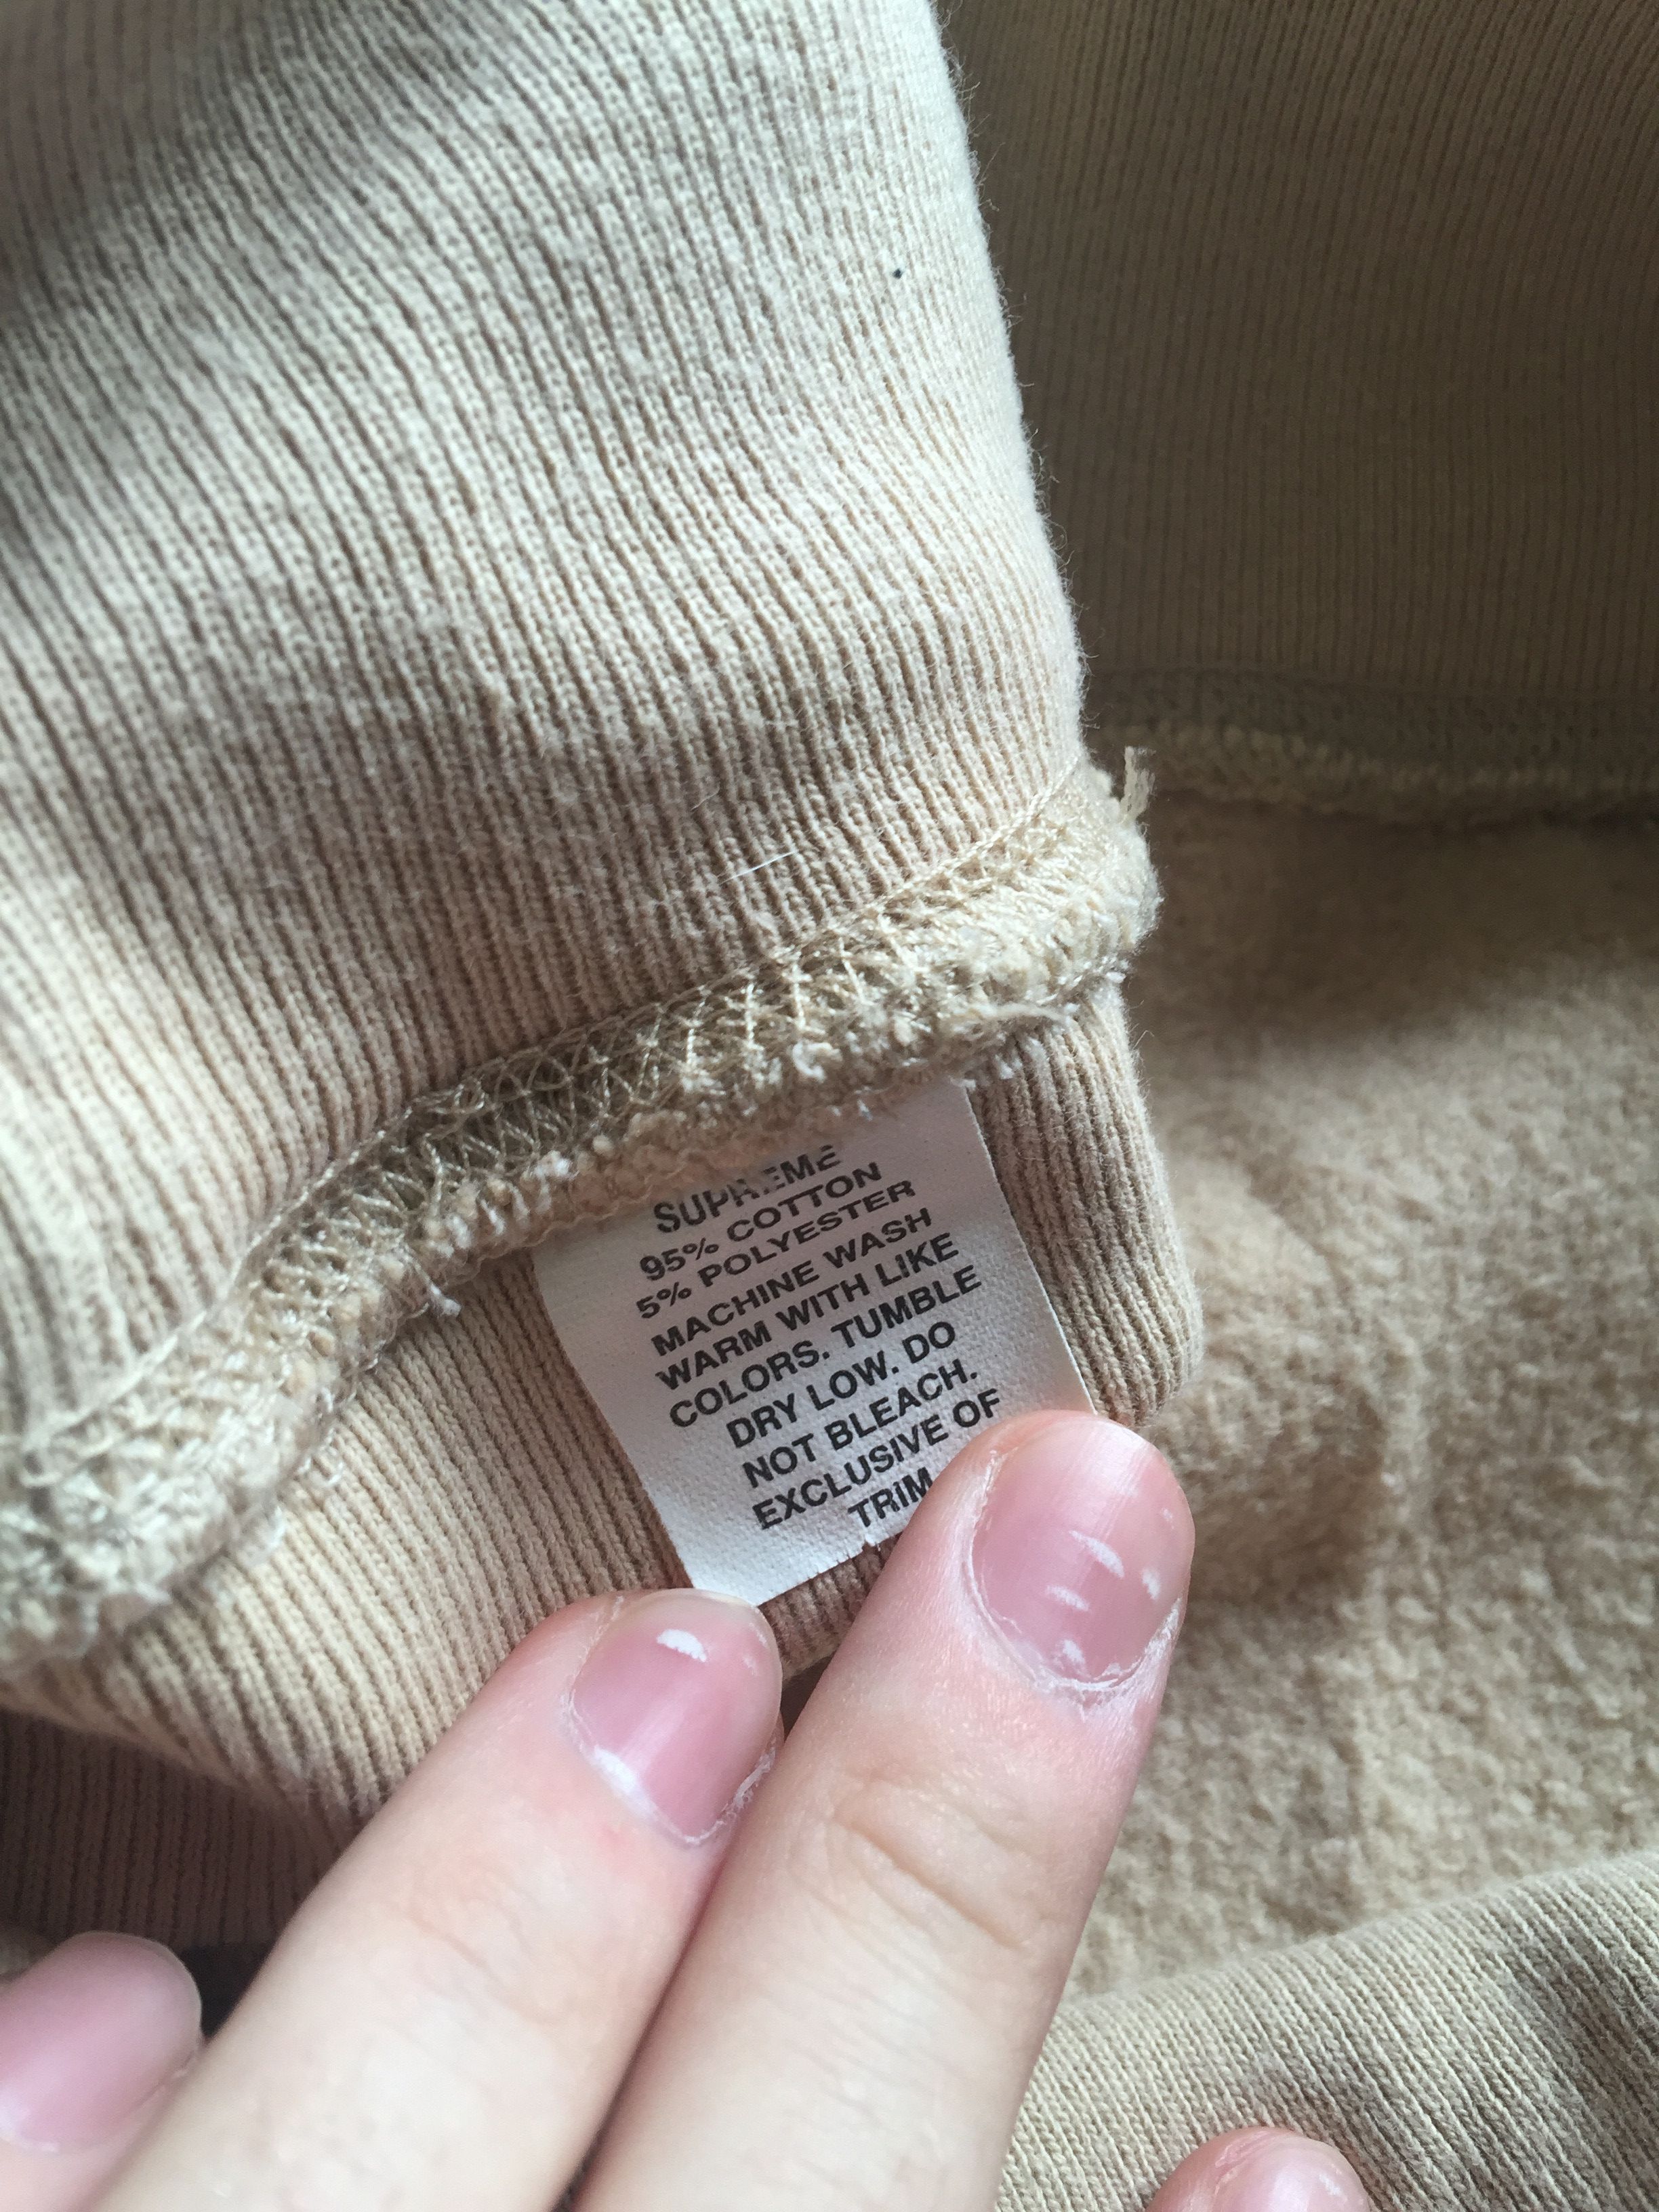 SUPREME
95% COTTON
5% POLYESTER
MACHINE WASH
WARM WITH LIKE
COLORS. TUMBLE
DRY LOW. DO
NOT BLEACH.
EXCLUSIVE OF
TRIM